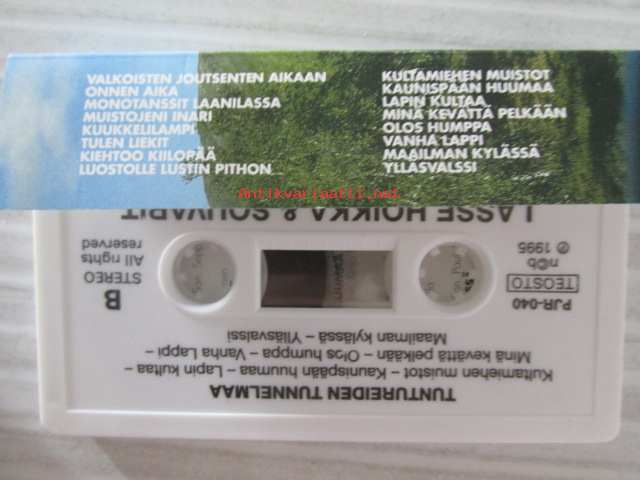 VALKOISTEN JOUTSENTEN AIKAAN
ONNEN AIKA
MONOTANSSIT LAANILASSA
MUISTOJENI INARI
KUUKKELILAMPI
TULEN LIEKIT
KIEHTOO KIILOPÄÄ
LUOSTOLLE LUSTIN PITHON
KULTAMIEHEN MUISTOT
KAUNISPÄÄN HUUMAA
LAPIN KULTAA
MINÄ KEVÄTTÄ PELKÄÄN
OLOS HUMPPA
VANHA LAPPI
MAAILMAN KYLÄSSÄ
YLLÄSVALSSI
Antikvariaatti.net
TUNTUREIDEN TUNNELMAA
Kultamiehen muistot – Kaunispään huumaa – Lapin kultaa –
Minä kevättä pelkään – Olos humppa – Vanha Lappi –
Maailman kylässä – Ylläsvalssi
PJR-040
TEOSTO
n©b
℗ 1995
B
STEREO
All rights
reserved
LASSE HOIKKA & SOUVARIT